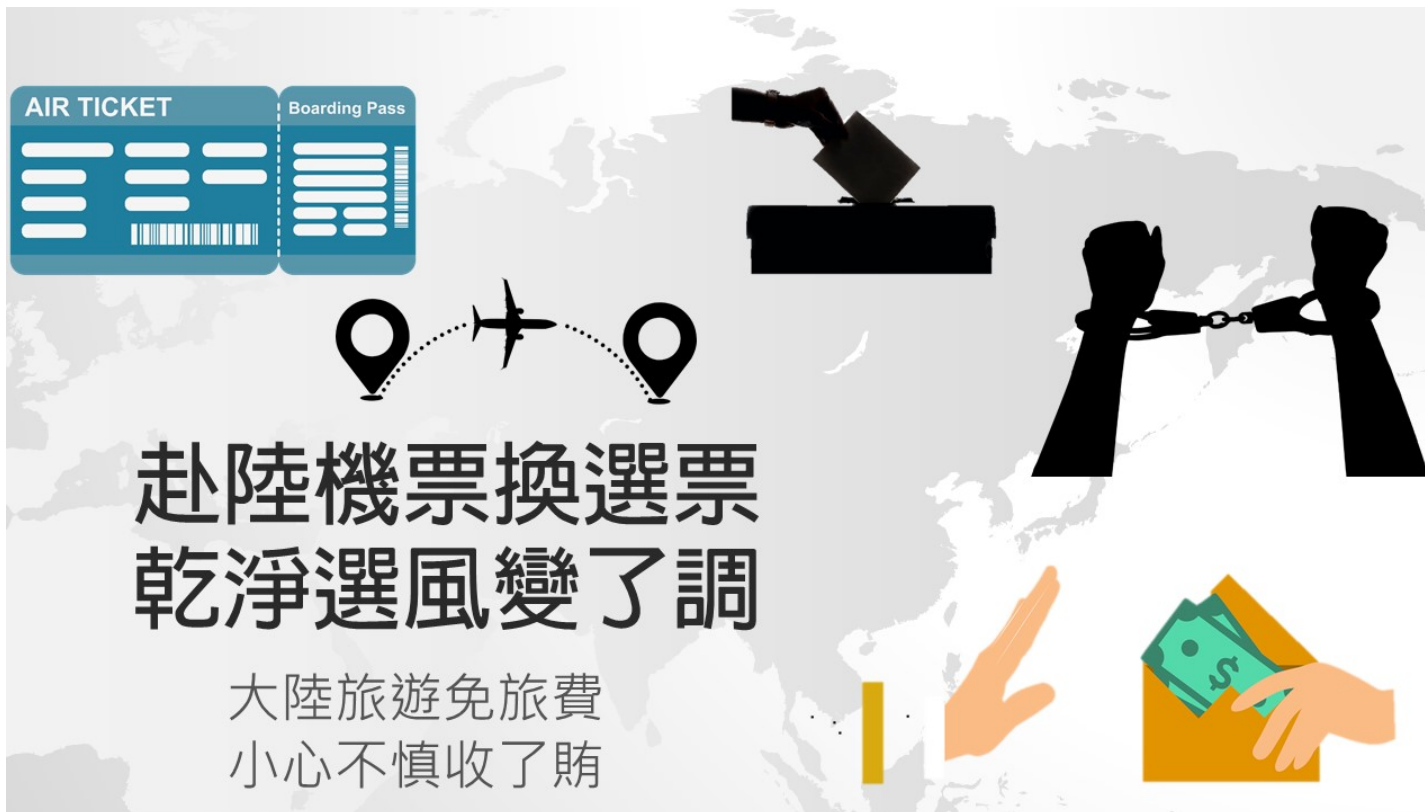 AIR TICKET
Boarding Pass
赴陸機票換選票
乾淨選風變了調
大陸旅遊免旅費
小心不慎收了賄